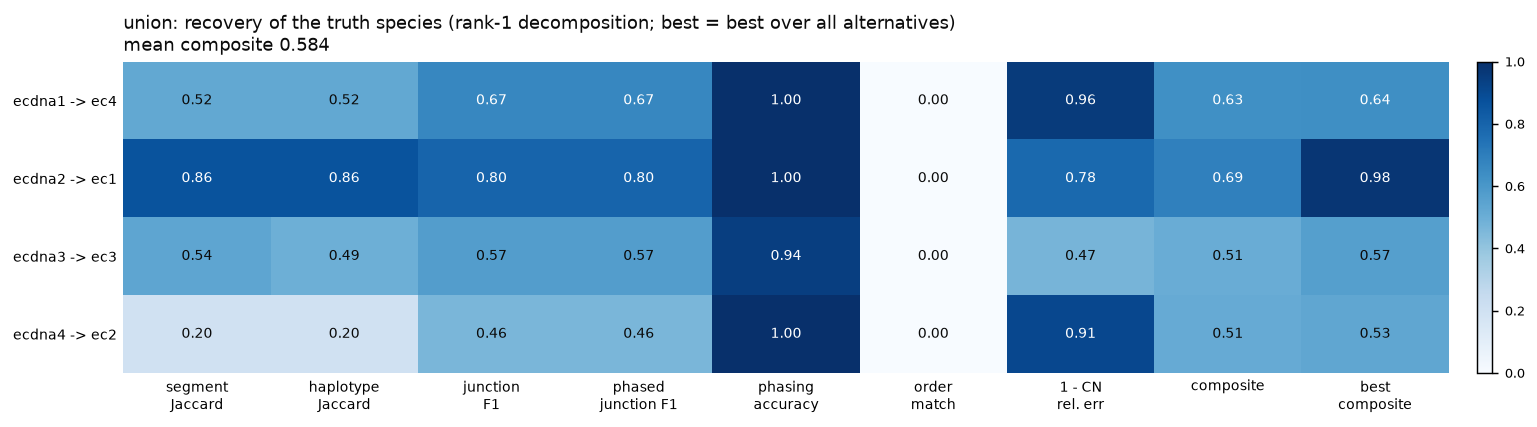 union: recovery of the truth species (rank-1 decomposition; best = best over all alternatives)
mean composite 0.584
ecdna1 -> ec4 0.52 0.52 0.67 0.67 1.00 0.00 0.96 0.63 0.64
ecdna2 -> ec1 0.86 0.86 0.80 0.80 1.00 0.00 0.78 0.69 0.98
ecdna3 -> ec3 0.54 0.49 0.57 0.57 0.94 0.00 0.47 0.51 0.57
ecdna4 -> ec2 0.20 0.20 0.46 0.46 1.00 0.00 0.91 0.51 0.53
segment haplotype junction phased phasing order 1 - CN composite best
Jaccard Jaccard F1 junction F1 accuracy match rel. err composite
1.0
0.8
0.6
0.4
0.2
0.0